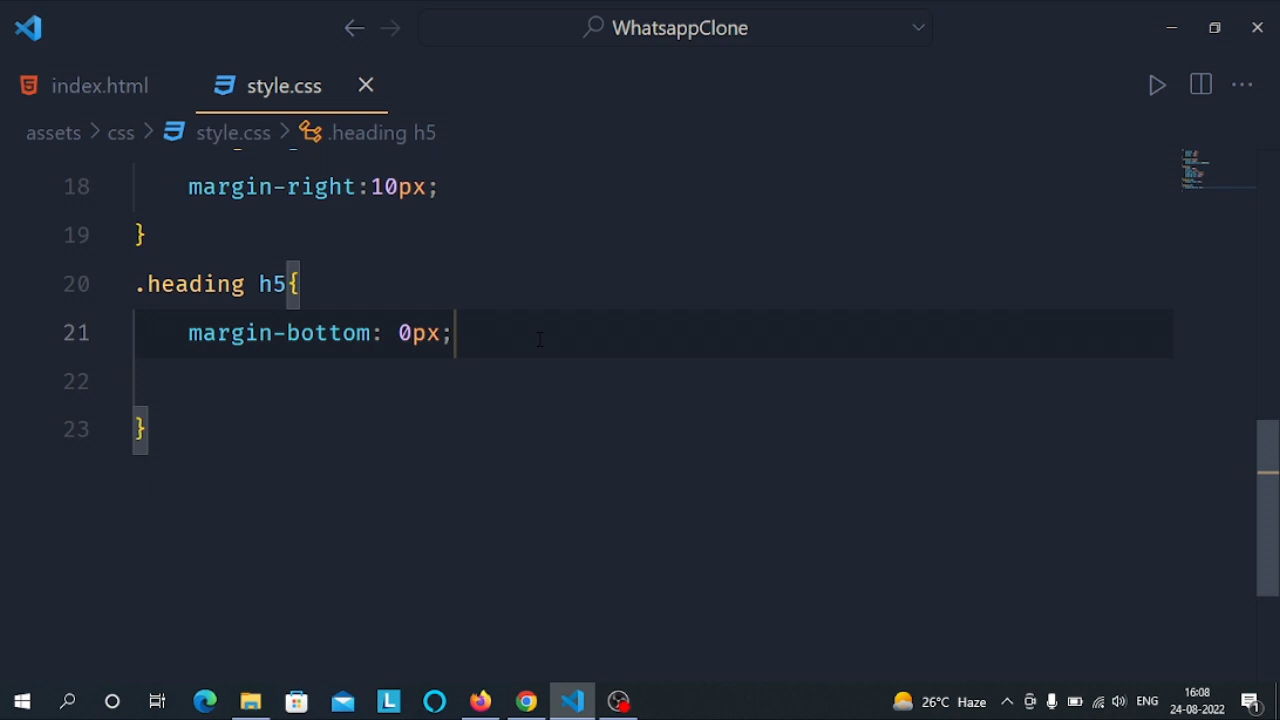 WhatsappClone
index.html
style.css
assets > css > style.css > .heading h5
18 margin-right:10px;
19 }
20 .heading h5{
21 margin-bottom: 0px;
22
23 }
26°C Haze
ENG
16:08
24-08-2022
1